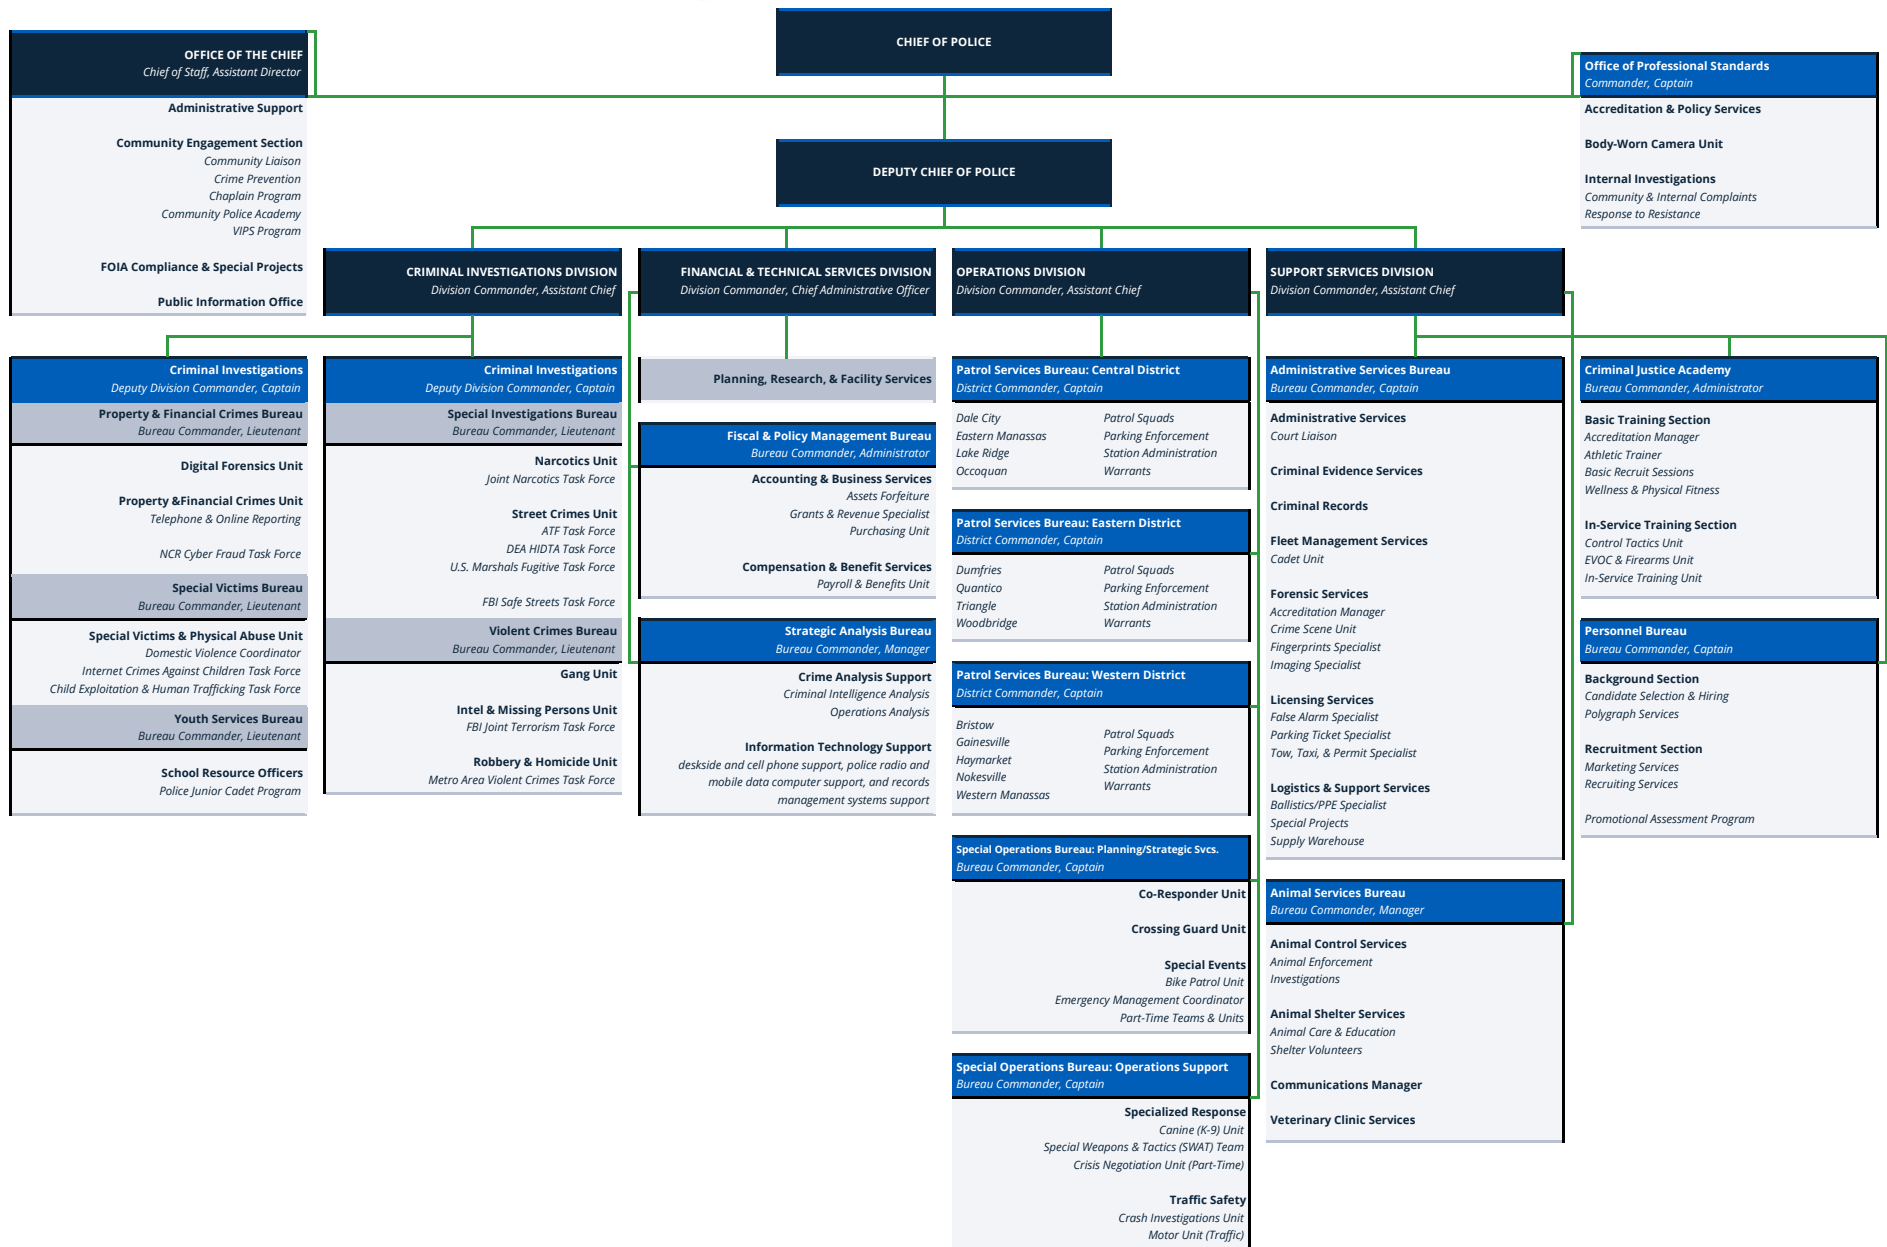 CHIEF OF POLICE
OFFICE OF THE CHIEF
Chief of Staff, Assistant Director
Administrative Support
Community Engagement Section
Community Liaison
Crime Prevention
Chaplain Program
Community Police Academy
VIPS Program
FOIA Compliance & Special Projects
Public Information Office
Office of Professional Standards
Commander, Captain
Accreditation & Policy Services
Body-Worn Camera Unit
Internal Investigations
Community & Internal Complaints
Response to Resistance
DEPUTY CHIEF OF POLICE
CRIMINAL INVESTIGATIONS DIVISION
Division Commander, Assistant Chief
FINANCIAL & TECHNICAL SERVICES DIVISION
Division Commander, Chief Administrative Officer
OPERATIONS DIVISION
Division Commander, Assistant Chief
SUPPORT SERVICES DIVISION
Division Commander, Assistant Chief
Criminal Investigations
Deputy Division Commander, Captain
Property & Financial Crimes Bureau
Bureau Commander, Lieutenant
Digital Forensics Unit
Property &Financial Crimes Unit
Telephone & Online Reporting
NCR Cyber Fraud Task Force
Special Victims Bureau
Bureau Commander, Lieutenant
Special Victims & Physical Abuse Unit
Domestic Violence Coordinator
Internet Crimes Against Children Task Force
Child Exploitation & Human Trafficking Task Force
Youth Services Bureau
Bureau Commander, Lieutenant
School Resource Officers
Police Junior Cadet Program
Criminal Investigations
Deputy Division Commander, Captain
Special Investigations Bureau
Bureau Commander, Lieutenant
Narcotics Unit
Joint Narcotics Task Force
Street Crimes Unit
ATF Task Force
DEA HIDTA Task Force
U.S. Marshals Fugitive Task Force
FBI Safe Streets Task Force
Violent Crimes Bureau
Bureau Commander, Lieutenant
Gang Unit
Intel & Missing Persons Unit
FBI Joint Terrorism Task Force
Robbery & Homicide Unit
Metro Area Violent Crimes Task Force
Planning, Research, & Facility Services
Fiscal & Policy Management Bureau
Bureau Commander, Administrator
Accounting & Business Services
Assets Forfeiture
Grants & Revenue Specialist
Purchasing Unit
Compensation & Benefit Services
Payroll & Benefits Unit
Strategic Analysis Bureau
Bureau Commander, Manager
Crime Analysis Support
Criminal Intelligence Analysis
Operations Analysis
Information Technology Support
deskside and cell phone support, police radio and
mobile data computer support, and records
management systems support
Patrol Services Bureau: Central District
District Commander, Captain
Dale City
Eastern Manassas
Lake Ridge
Occoquan
Patrol Squads
Parking Enforcement
Station Administration
Warrants
Patrol Services Bureau: Eastern District
District Commander, Captain
Dumfries
Quantico
Triangle
Woodbridge
Patrol Squads
Parking Enforcement
Station Administration
Warrants
Patrol Services Bureau: Western District
District Commander, Captain
Bristow
Gainesville
Haymarket
Nokesville
Western Manassas
Patrol Squads
Parking Enforcement
Station Administration
Warrants
Special Operations Bureau: Planning/Strategic Svcs.
Bureau Commander, Captain
Co-Responder Unit
Crossing Guard Unit
Special Events
Bike Patrol Unit
Emergency Management Coordinator
Part-Time Teams & Units
Special Operations Bureau: Operations Support
Bureau Commander, Captain
Specialized Response
Canine (K-9) Unit
Special Weapons & Tactics (SWAT) Team
Crisis Negotiation Unit (Part-Time)
Traffic Safety
Crash Investigations Unit
Motor Unit (Traffic)
Administrative Services Bureau
Bureau Commander, Captain
Administrative Services
Court Liaison
Criminal Evidence Services
Criminal Records
Fleet Management Services
Cadet Unit
Forensic Services
Accreditation Manager
Crime Scene Unit
Fingerprints Specialist
Imaging Specialist
Licensing Services
False Alarm Specialist
Parking Ticket Specialist
Tow, Taxi, & Permit Specialist
Logistics & Support Services
Ballistics/PPE Specialist
Special Projects
Supply Warehouse
Animal Services Bureau
Bureau Commander, Manager
Animal Control Services
Animal Enforcement
Investigations
Animal Shelter Services
Animal Care & Education
Shelter Volunteers
Communications Manager
Veterinary Clinic Services
Criminal Justice Academy
Bureau Commander, Administrator
Basic Training Section
Accreditation Manager
Athletic Trainer
Basic Recruit Sessions
Wellness & Physical Fitness
In-Service Training Section
Control Tactics Unit
EVOC & Firearms Unit
In-Service Training Unit
Personnel Bureau
Bureau Commander, Captain
Background Section
Candidate Selection & Hiring
Polygraph Services
Recruitment Section
Marketing Services
Recruiting Services
Promotional Assessment Program